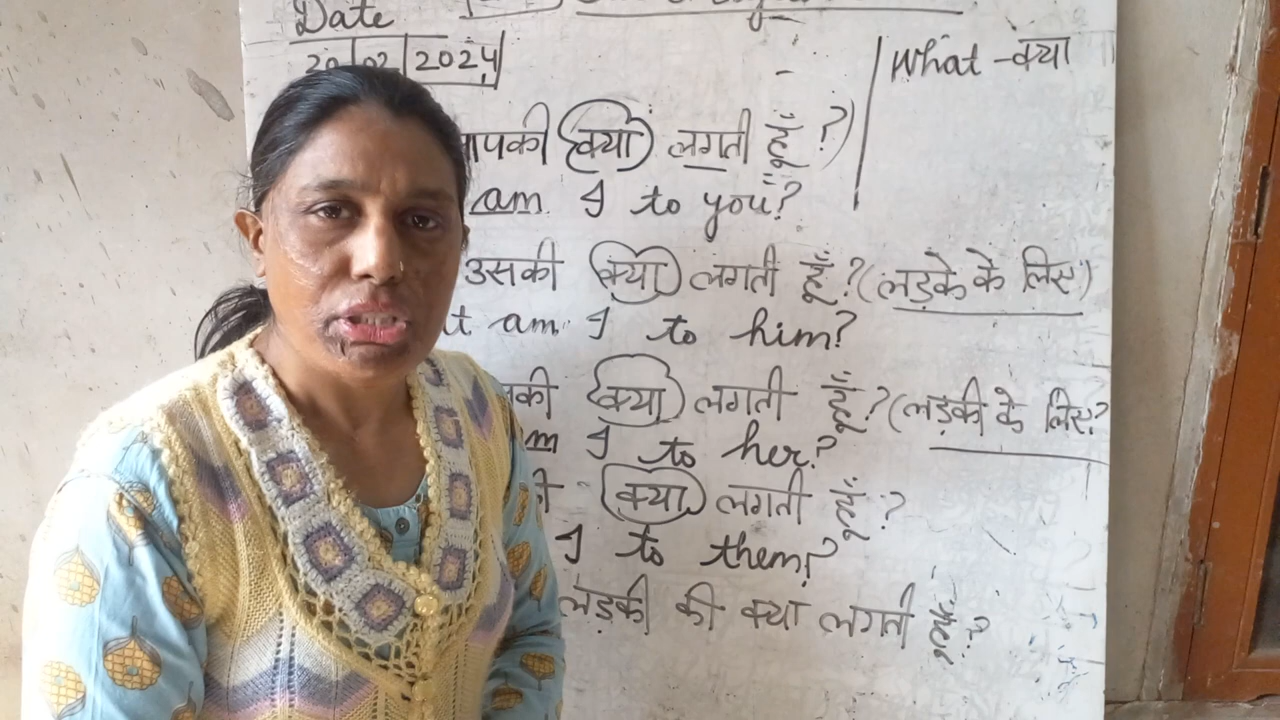 Date
20 02 2024
What - क्या
आपकी क्या लगती हूँ?
am I to you?
उसकी क्या लगती हूँ? (लड़के के लिए)
am I to him?
क्या लगती हूँ? (लड़की के लिए?
am I to her?
क्या लगती हूँ?
I to them?
लड़की की क्या लगती हूँ?